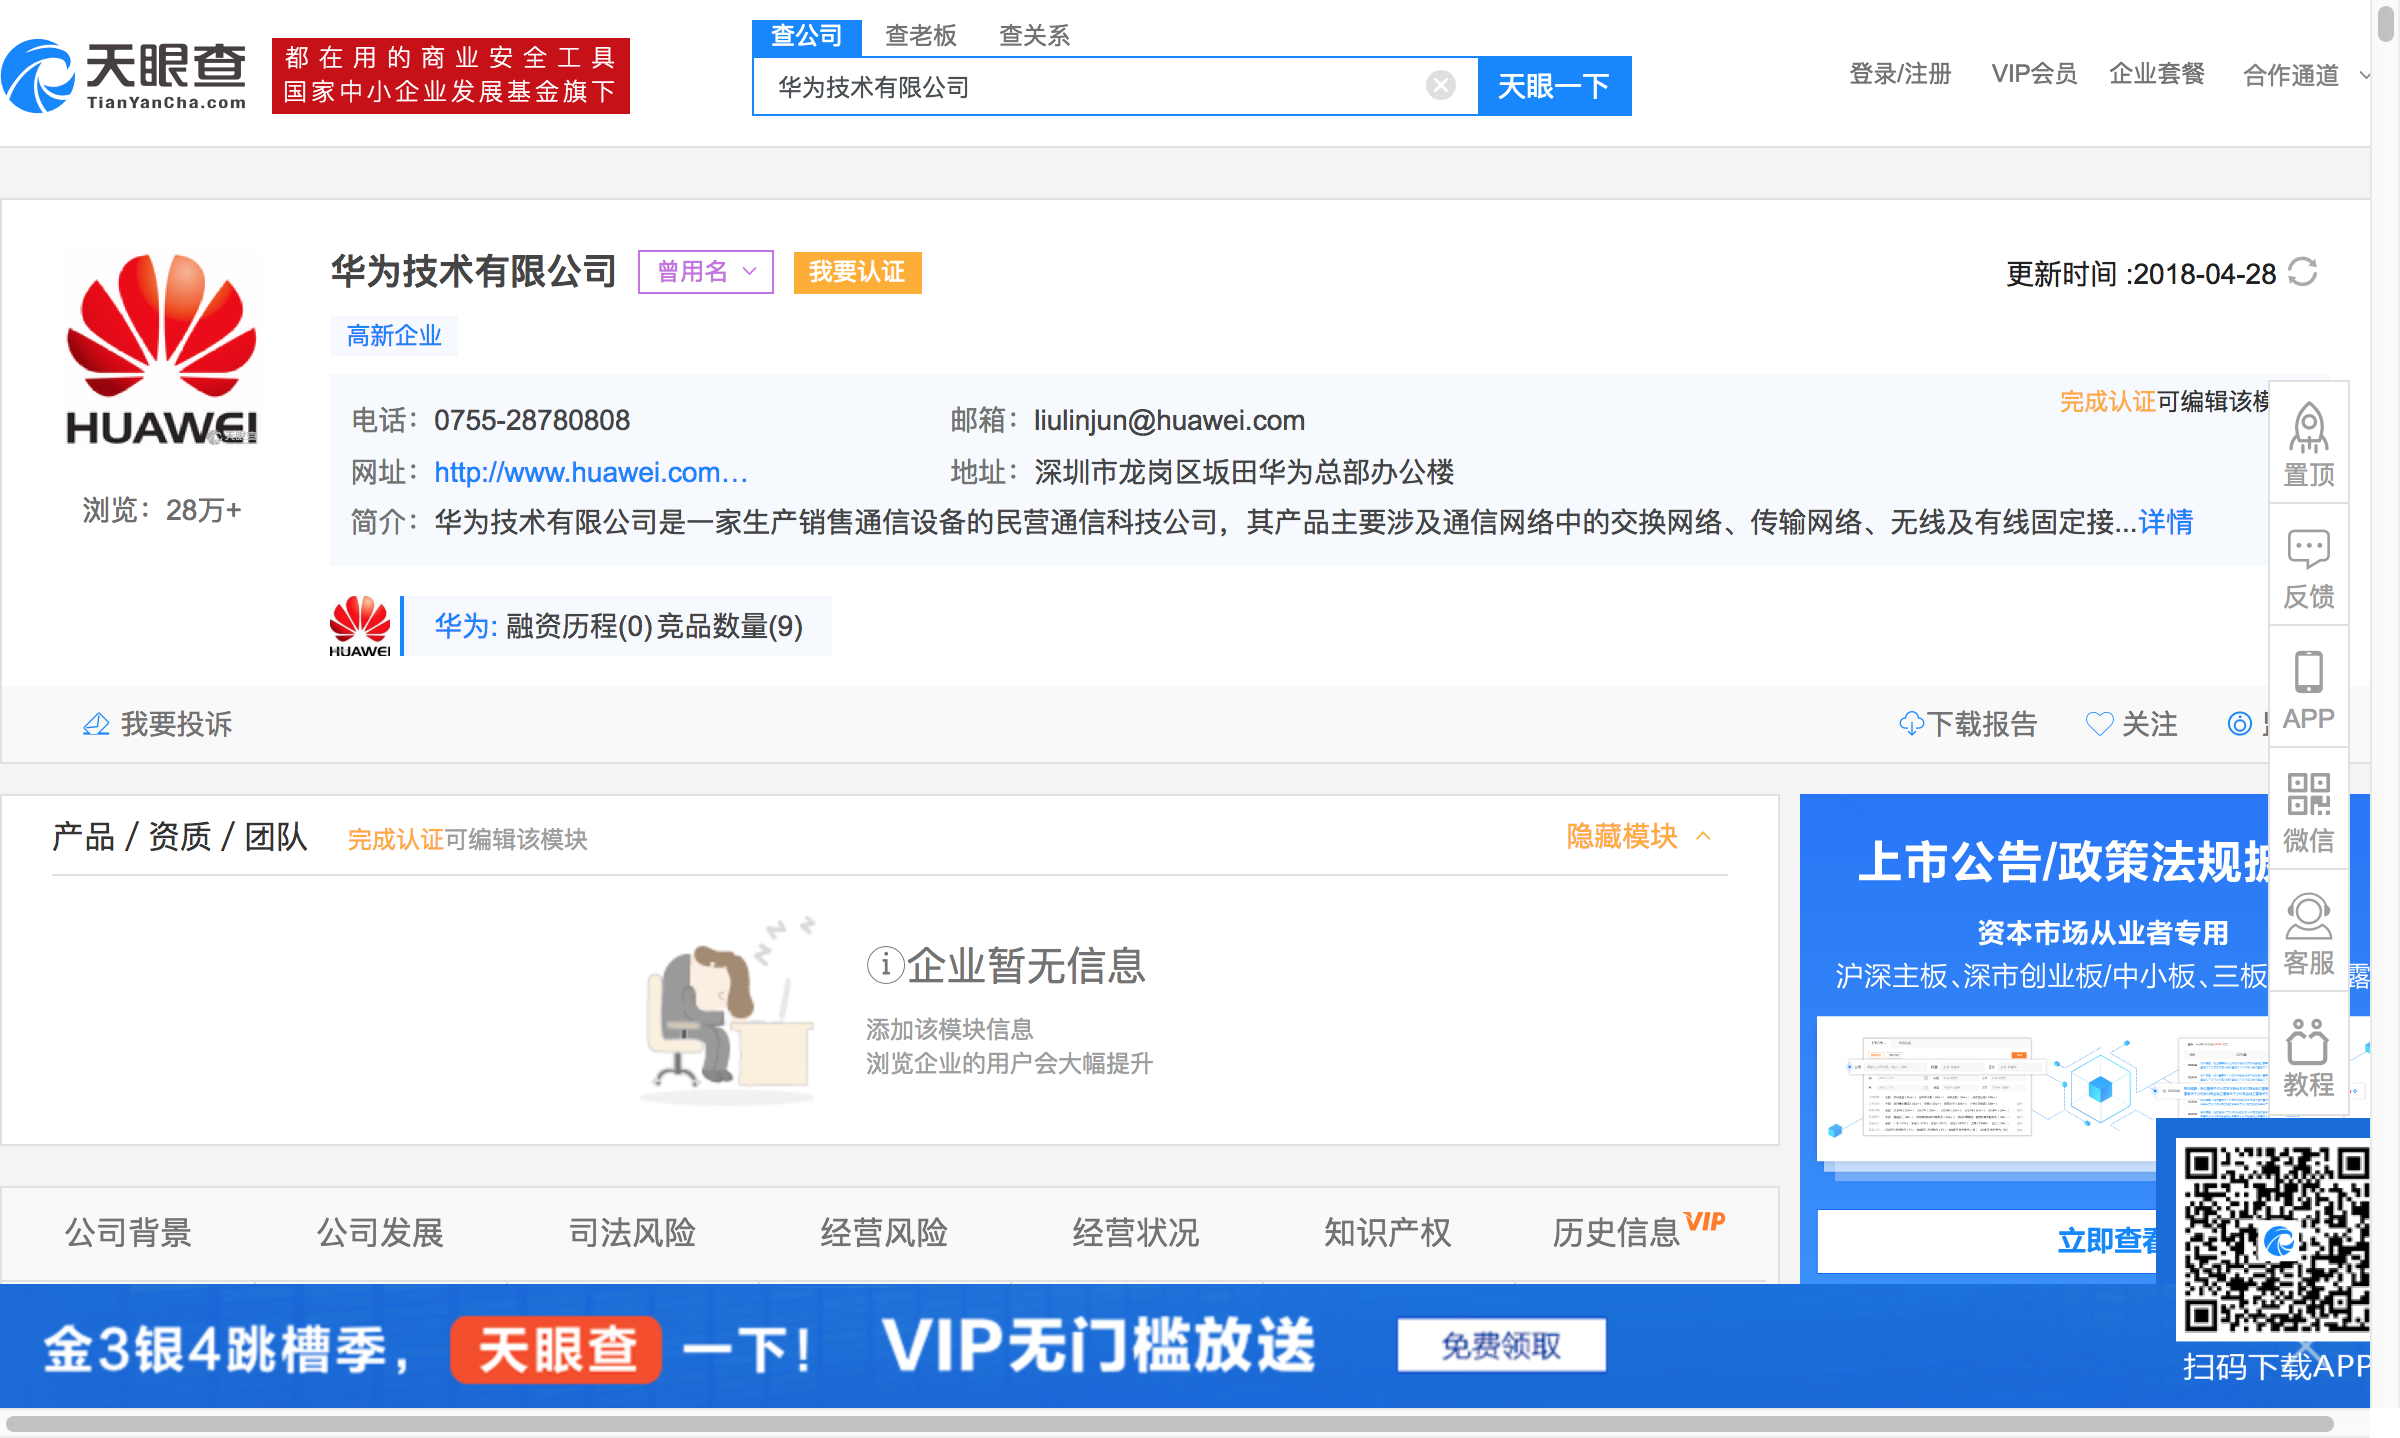 天眼查
TianYanCha.com
都在用的商业安全工具
国家中小企业发展基金旗下
查公司 查老板 查关系
华为技术有限公司
天眼一下
登录/注册 VIP会员 企业套餐 合作通道
HUAWEI
浏览：28万+
华为技术有限公司 曾用名 我要认证
更新时间 :2018-04-28
高新企业
完成认证可编辑该模
电话：0755-28780808 邮箱：liulinjun@huawei.com
网址：http://www.huawei.com… 地址：深圳市龙岗区坂田华为总部办公楼
简介：华为技术有限公司是一家生产销售通信设备的民营通信科技公司，其产品主要涉及通信网络中的交换网络、传输网络、无线及有线固定接...详情
HUAWEI
华为: 融资历程(0) 竞品数量(9)
我要投诉
下载报告 关注
置顶
反馈
APP
微信
客服
教程
产品 / 资质 / 团队 完成认证可编辑该模块 隐藏模块
企业暂无信息
添加该模块信息
浏览企业的用户会大幅提升
上市公告/政策法规披
资本市场从业者专用
沪深主板、深市创业板/中小板、三板 露
立即查看
公司背景 公司发展 司法风险 经营风险 经营状况 知识产权 历史信息 VIP
金3银4跳槽季， 天眼查 一下！ VIP无门槛放送 免费领取
扫码下载APP